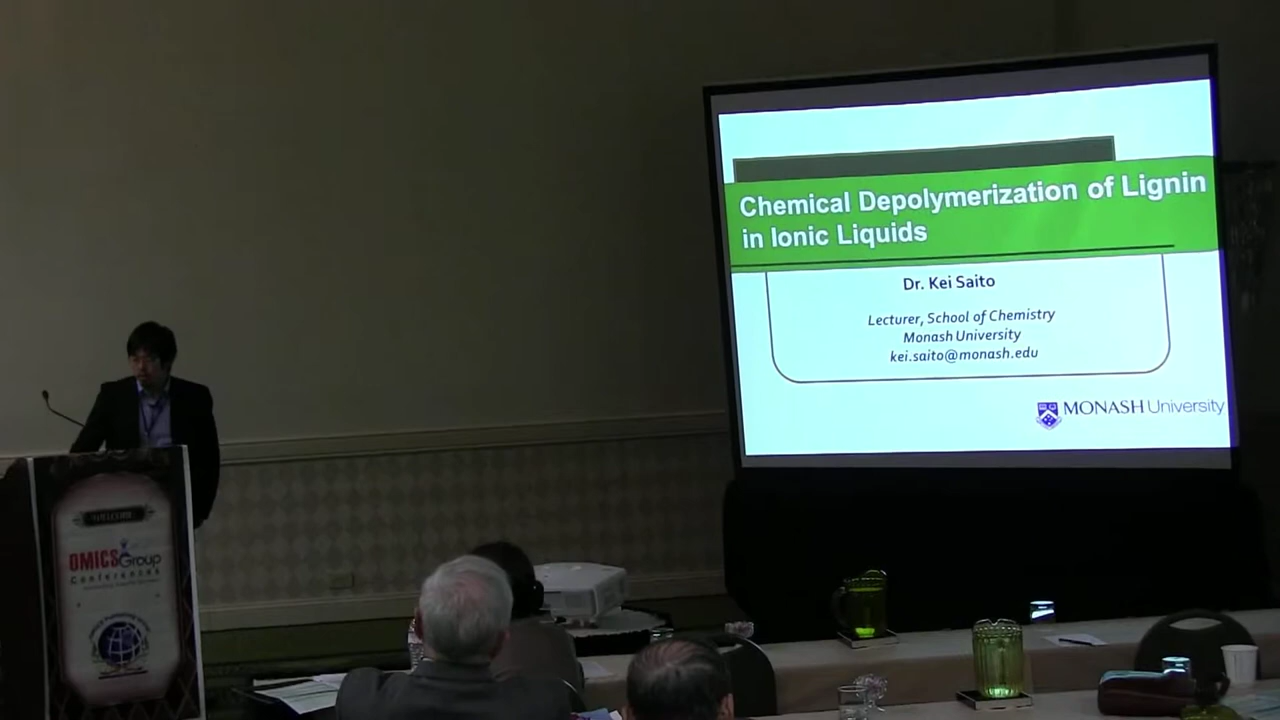 Chemical Depolymerization of Lignin
in Ionic Liquids
Dr. Kei Saito
Lecturer, School of Chemistry
Monash University
kei.saito@monash.edu
MONASH University
WELCOME
OMICS Group
Conferences